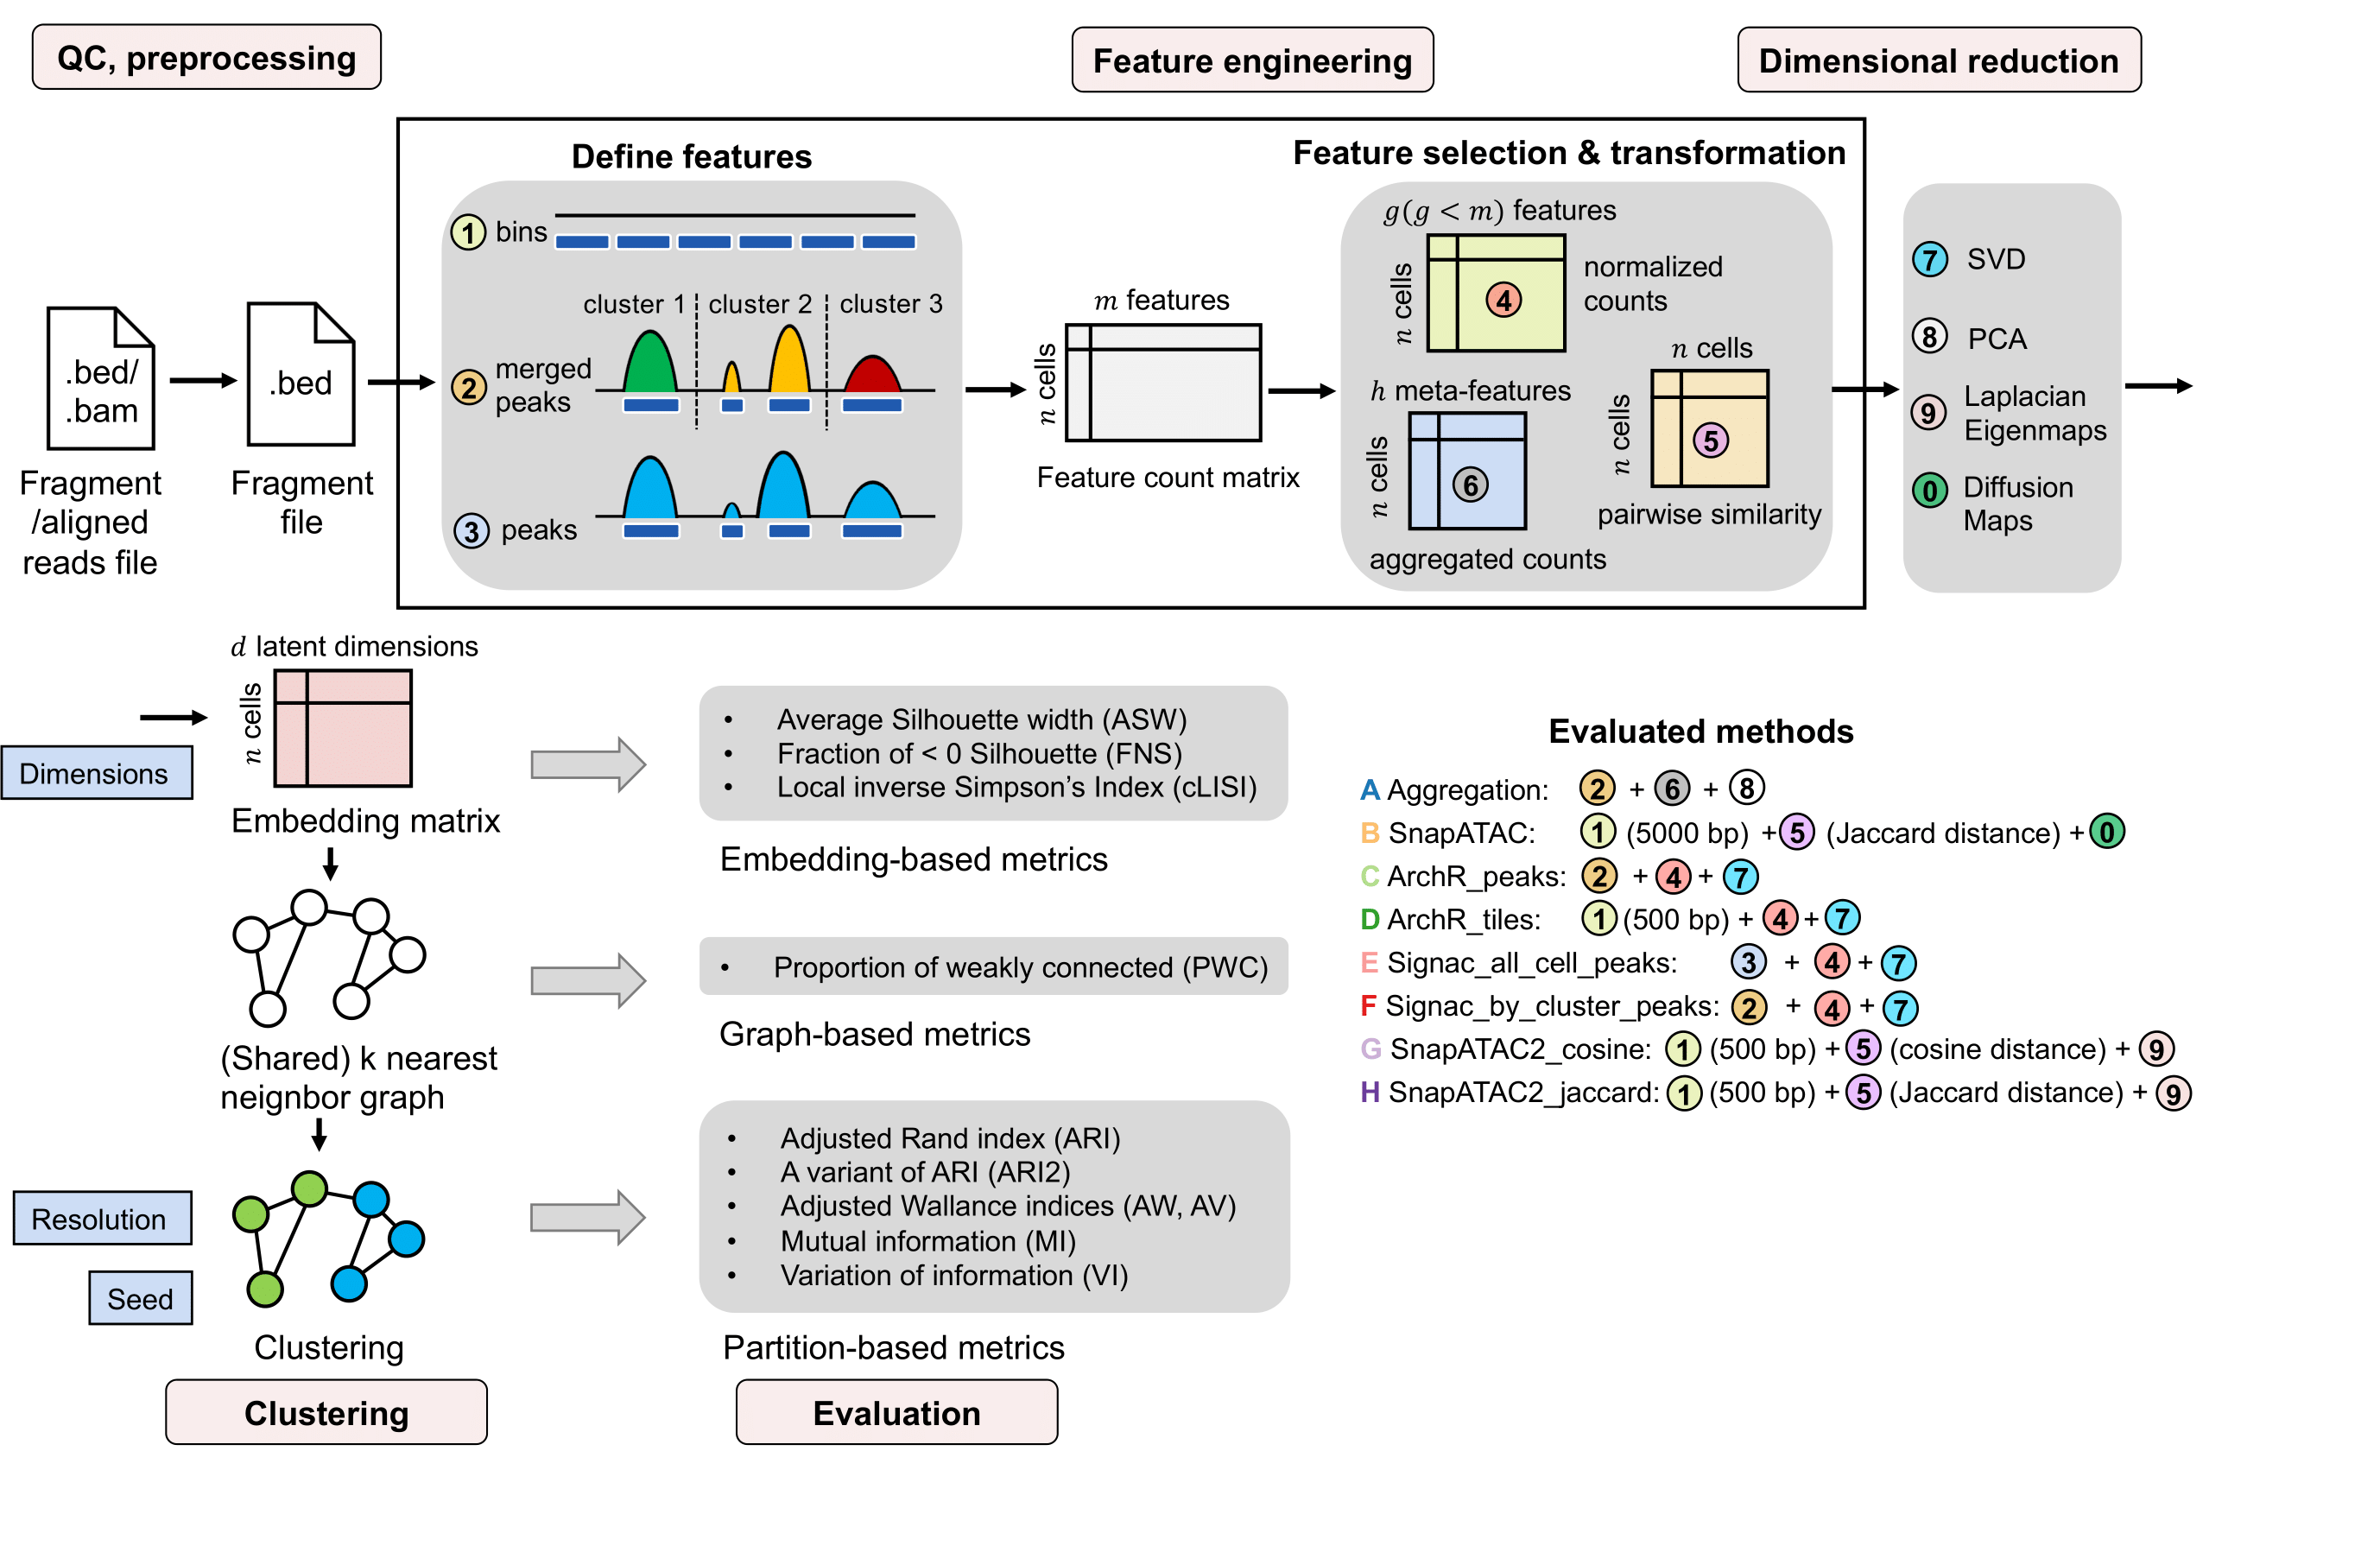 QC, preprocessing
Feature engineering
Dimensional reduction
Define features
Feature selection & transformation
1 bins
cluster 1
cluster 2
cluster 3
2 merged
peaks
3 peaks
.bed/
.bam
Fragment
/aligned
reads file
.bed
Fragment
file
m features
n cells
Feature count matrix
g(g < m) features
n cells
4
normalized
counts
h meta-features
n cells
6
aggregated counts
n cells
n cells
5
pairwise similarity
7 SVD
8 PCA
9 Laplacian
Eigenmaps
0 Diffusion
Maps
d latent dimensions
n cells
Dimensions
Embedding matrix
(Shared) k nearest
neignbor graph
Resolution
Seed
Clustering
Clustering
• Average Silhouette width (ASW)
• Fraction of < 0 Silhouette (FNS)
• Local inverse Simpson’s Index (cLISI)
Embedding-based metrics
• Proportion of weakly connected (PWC)
Graph-based metrics
• Adjusted Rand index (ARI)
• A variant of ARI (ARI2)
• Adjusted Wallance indices (AW, AV)
• Mutual information (MI)
• Variation of information (VI)
Partition-based metrics
Evaluation
Evaluated methods
A Aggregation: 2 + 6 + 8
B SnapATAC: 1 (5000 bp) + 5 (Jaccard distance) + 0
C ArchR_peaks: 2 + 4 + 7
D ArchR_tiles: 1 (500 bp) + 4 + 7
E Signac_all_cell_peaks: 3 + 4 + 7
F Signac_by_cluster_peaks: 2 + 4 + 7
G SnapATAC2_cosine: 1 (500 bp) + 5 (cosine distance) + 9
H SnapATAC2_jaccard: 1 (500 bp) + 5 (Jaccard distance) + 9